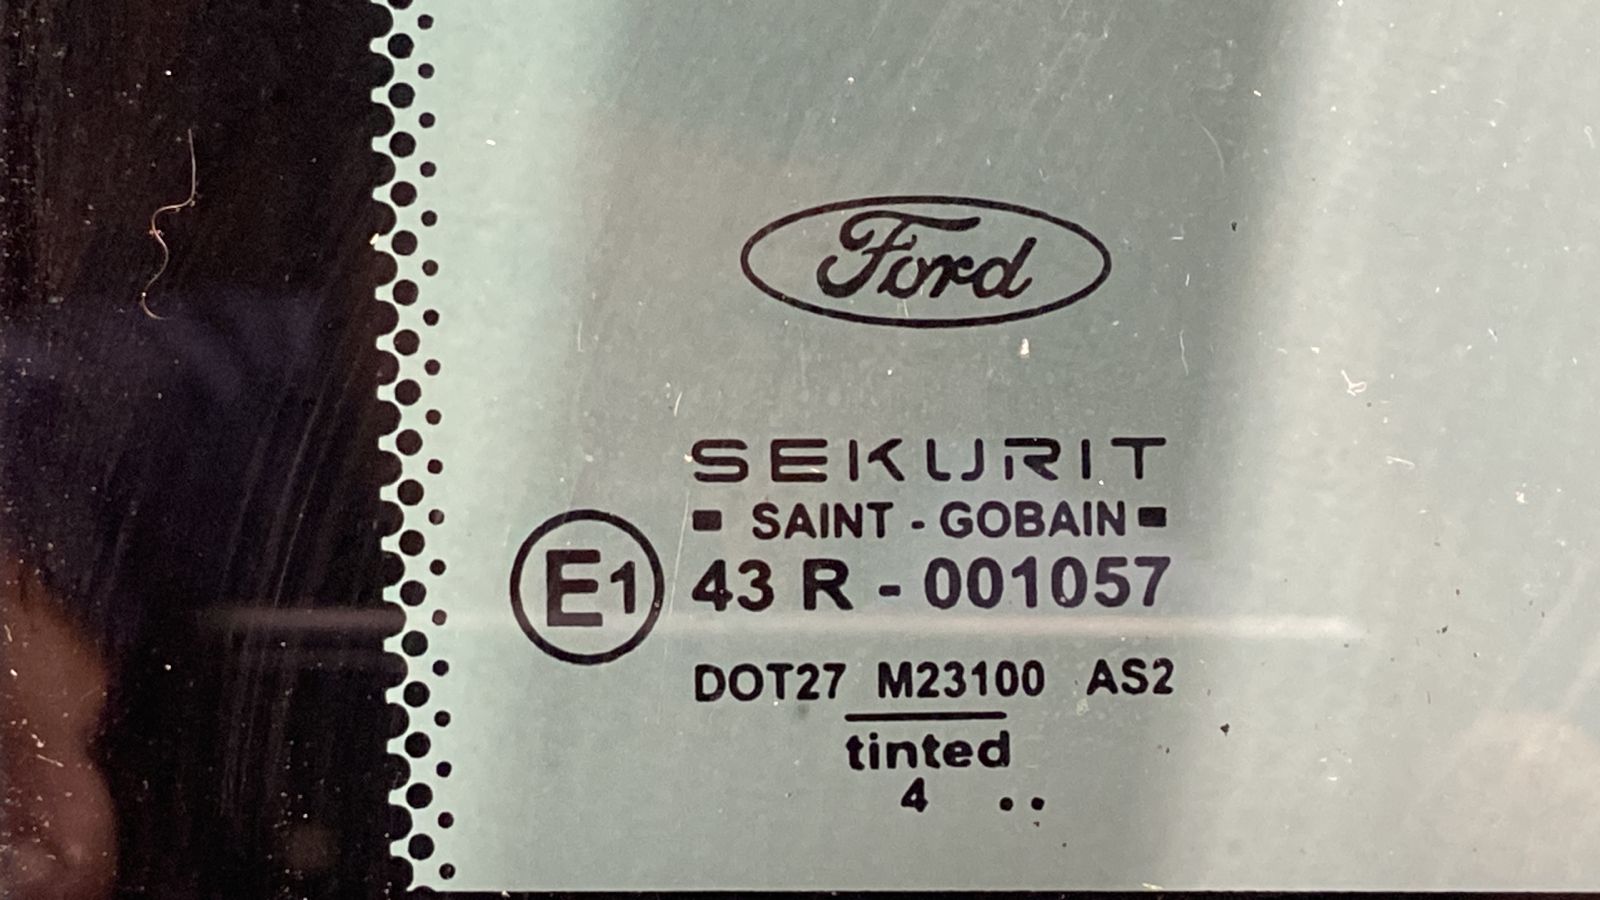 Ford
SEKURIT
SAINT - GOBAIN
E1
43 R - 001057
DOT27 M23100 AS2
tinted
4 ..